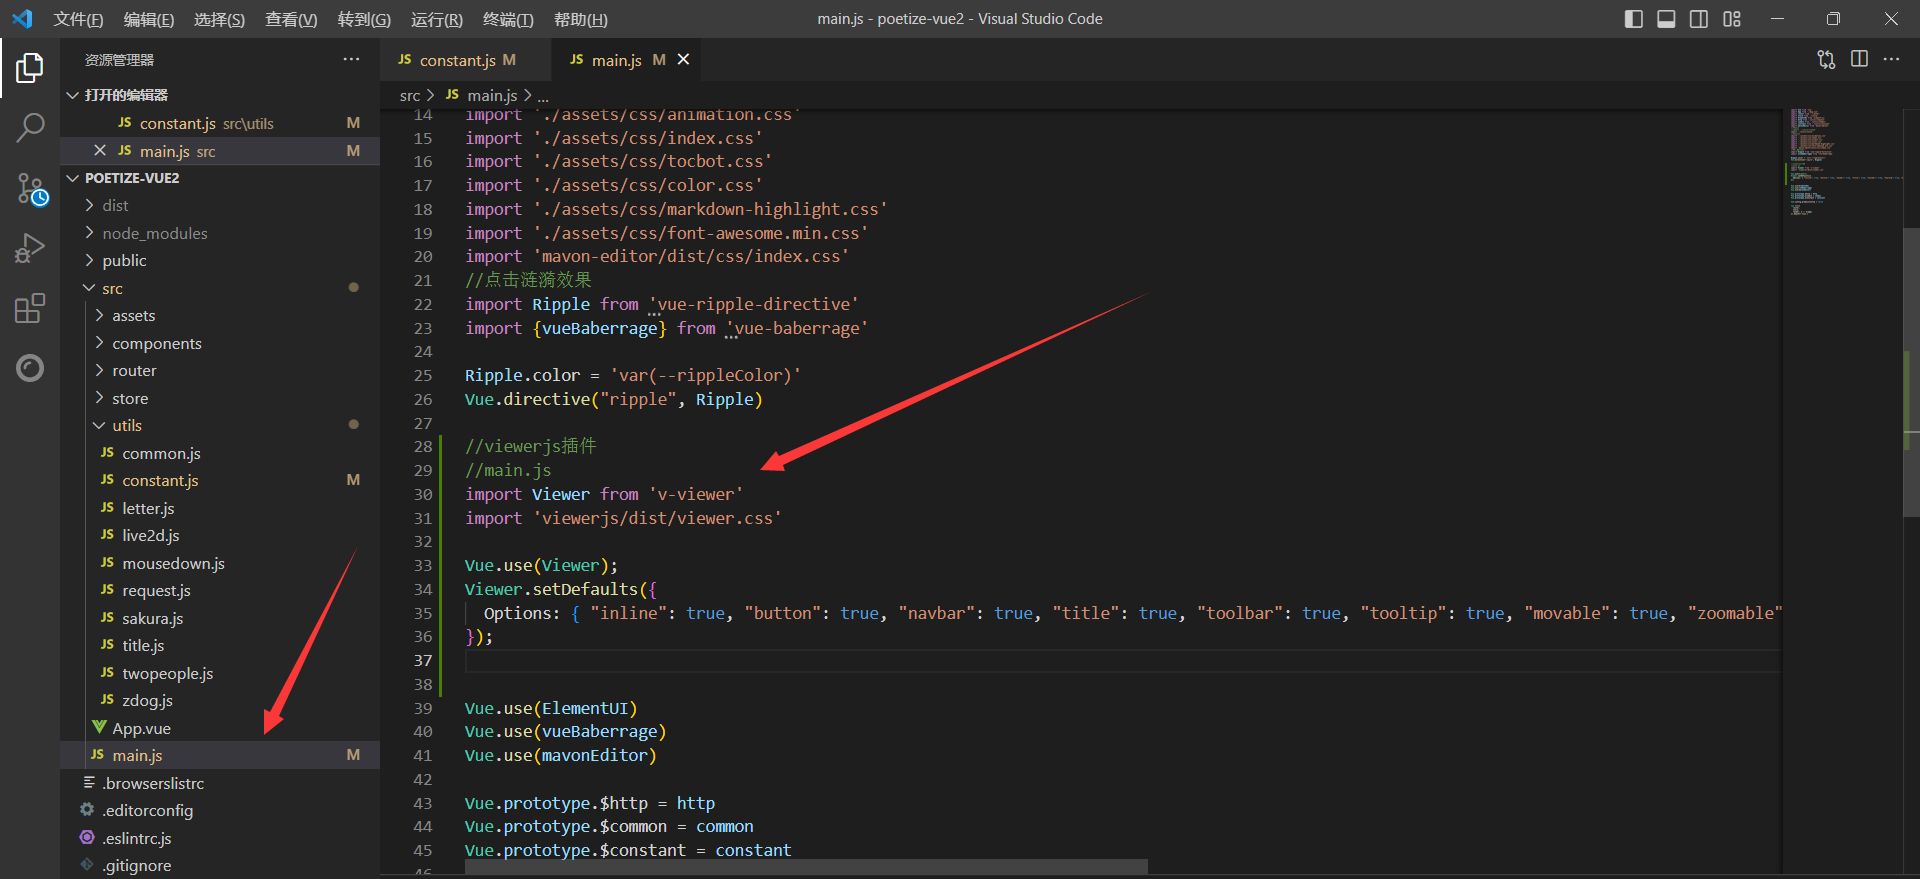 文件(F) 编辑(E) 选择(S) 查看(V) 转到(G) 运行(R) 终端(T) 帮助(H)
main.js - poetize-vue2 - Visual Studio Code
资源管理器
打开的编辑器
JS constant.js src\utils M
JS main.js src M
POETIZE-VUE2
dist
node_modules
public
src
assets
components
router
store
utils
JS common.js
JS constant.js M
JS letter.js
JS live2d.js
JS mousedown.js
JS request.js
JS sakura.js
JS title.js
JS twopeople.js
JS zdog.js
App.vue
JS main.js M
.browserslistrc
.editorconfig
.eslintrc.js
.gitignore
JS constant.js M
JS main.js M
src > JS main.js > ...
14 import './assets/css/animation.css'
15 import './assets/css/index.css'
16 import './assets/css/tocbot.css'
17 import './assets/css/color.css'
18 import './assets/css/markdown-highlight.css'
19 import './assets/css/font-awesome.min.css'
20 import 'mavon-editor/dist/css/index.css'
21 //点击涟漪效果
22 import Ripple from 'vue-ripple-directive'
23 import {vueBaberrage} from 'vue-baberrage'
24
25 Ripple.color = 'var(--rippleColor)'
26 Vue.directive("ripple", Ripple)
27
28 //viewerjs插件
29 //main.js
30 import Viewer from 'v-viewer'
31 import 'viewerjs/dist/viewer.css'
32
33 Vue.use(Viewer);
34 Viewer.setDefaults({
35 Options: { "inline": true, "button": true, "navbar": true, "title": true, "toolbar": true, "tooltip": true, "movable": true, "zoomable"
36 });
37
38
39 Vue.use(ElementUI)
40 Vue.use(vueBaberrage)
41 Vue.use(mavonEditor)
42
43 Vue.prototype.$http = http
44 Vue.prototype.$common = common
45 Vue.prototype.$constant = constant
46